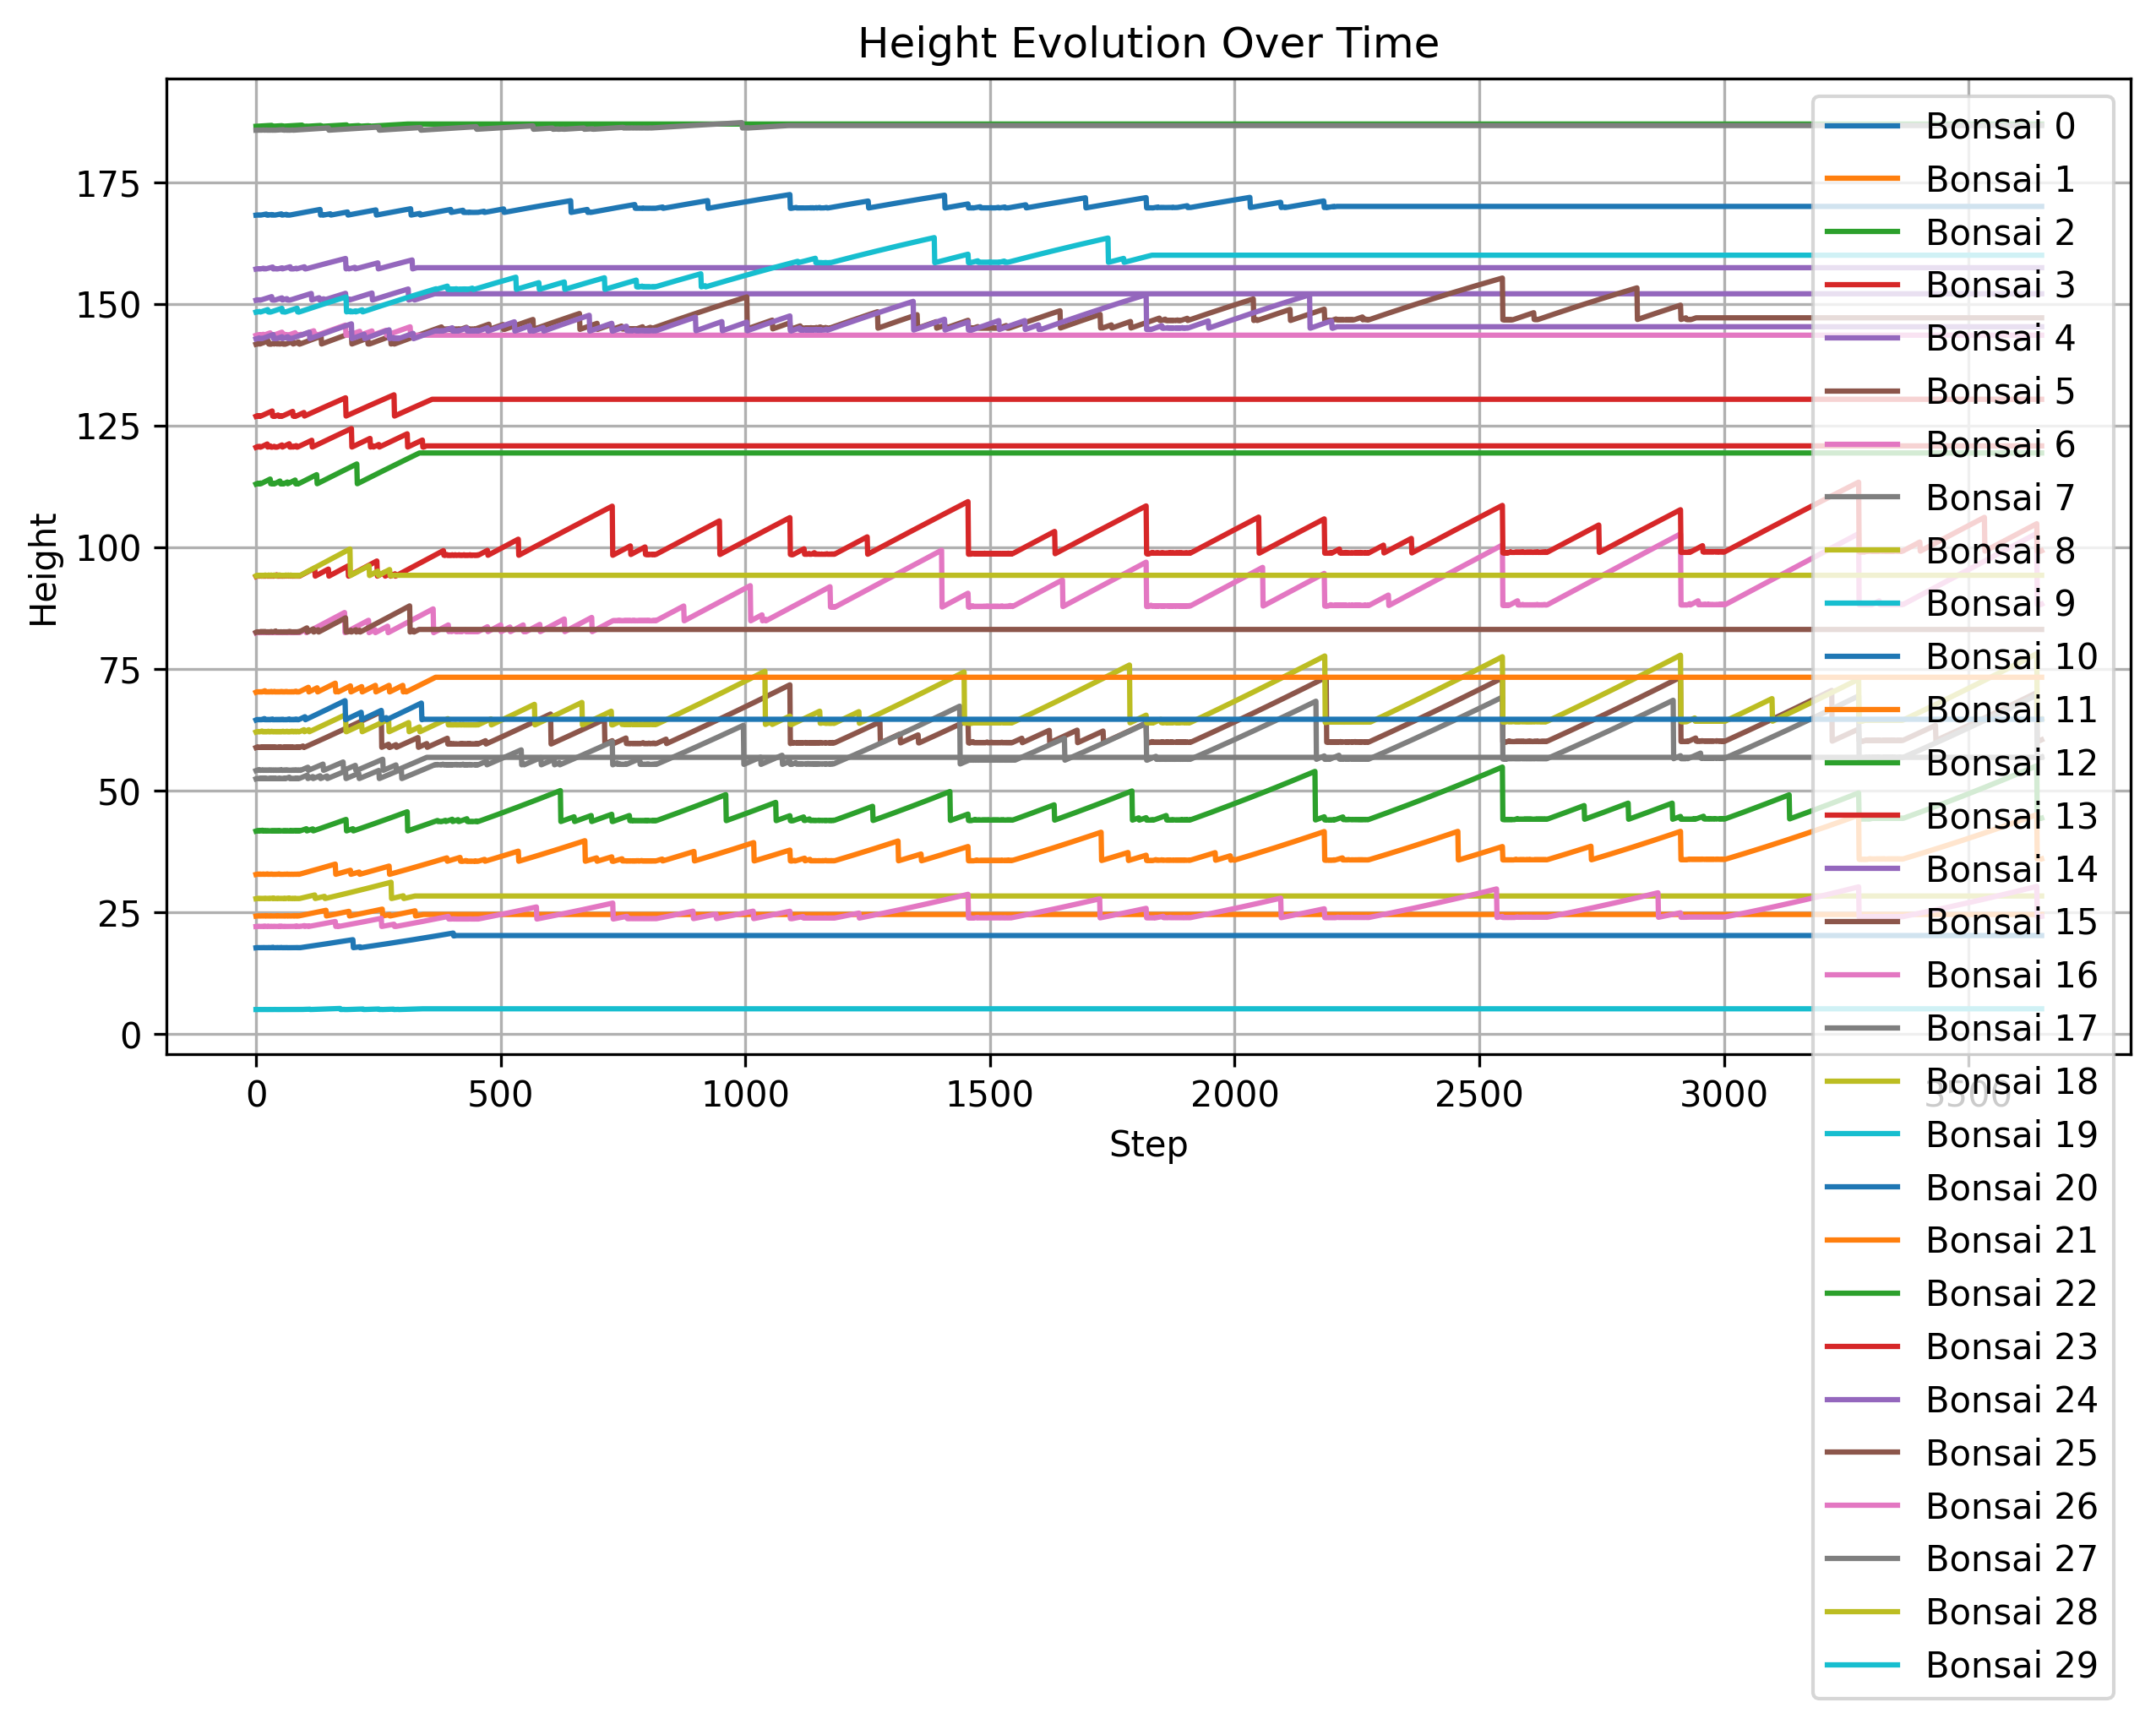 Height Evolution Over Time
Height
175
150
125
100
75
50
25
0
0
500
1000
1500
2000
2500
3000
3500
Step
Bonsai 0
Bonsai 1
Bonsai 2
Bonsai 3
Bonsai 4
Bonsai 5
Bonsai 6
Bonsai 7
Bonsai 8
Bonsai 9
Bonsai 10
Bonsai 11
Bonsai 12
Bonsai 13
Bonsai 14
Bonsai 15
Bonsai 16
Bonsai 17
Bonsai 18
Bonsai 19
Bonsai 20
Bonsai 21
Bonsai 22
Bonsai 23
Bonsai 24
Bonsai 25
Bonsai 26
Bonsai 27
Bonsai 28
Bonsai 29